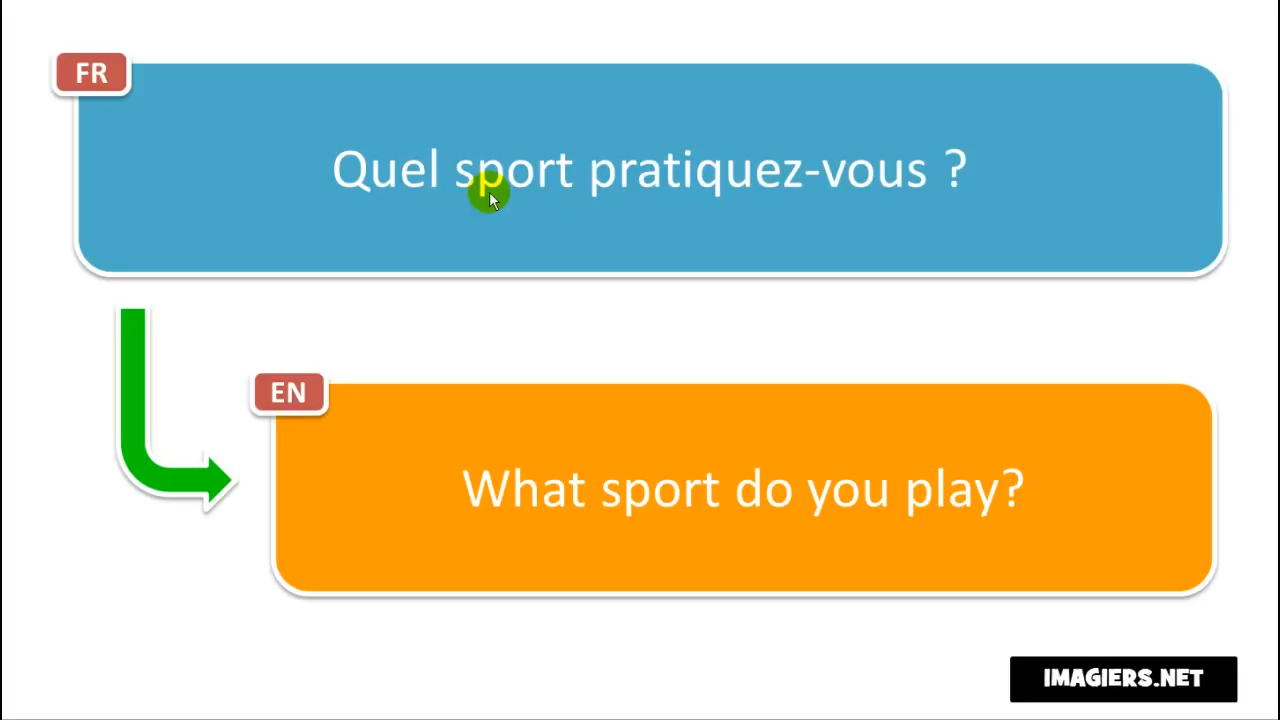 FR
Quel sport pratiquez-vous ?
EN
What sport do you play?
IMAGIERS.NET